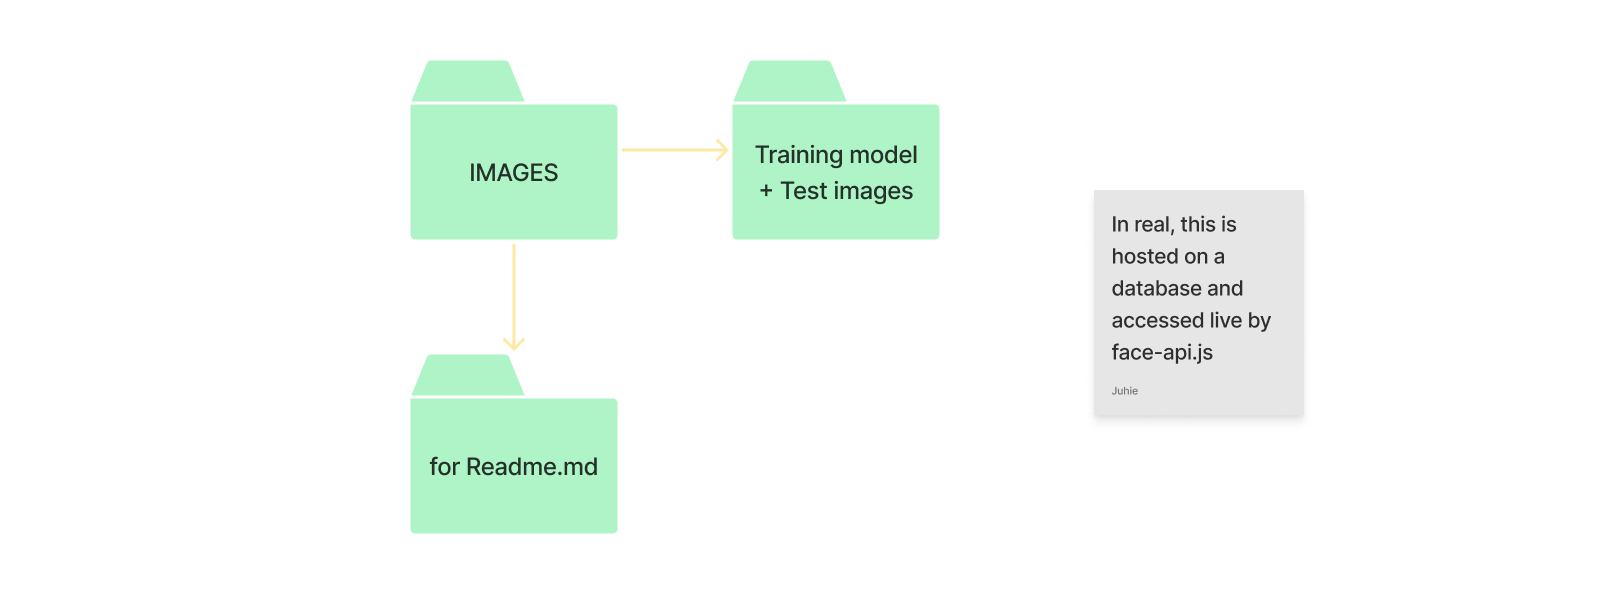 IMAGES
Training model
+ Test images
for Readme.md
In real, this is
hosted on a
database and
accessed live by
face-api.js
Juhie